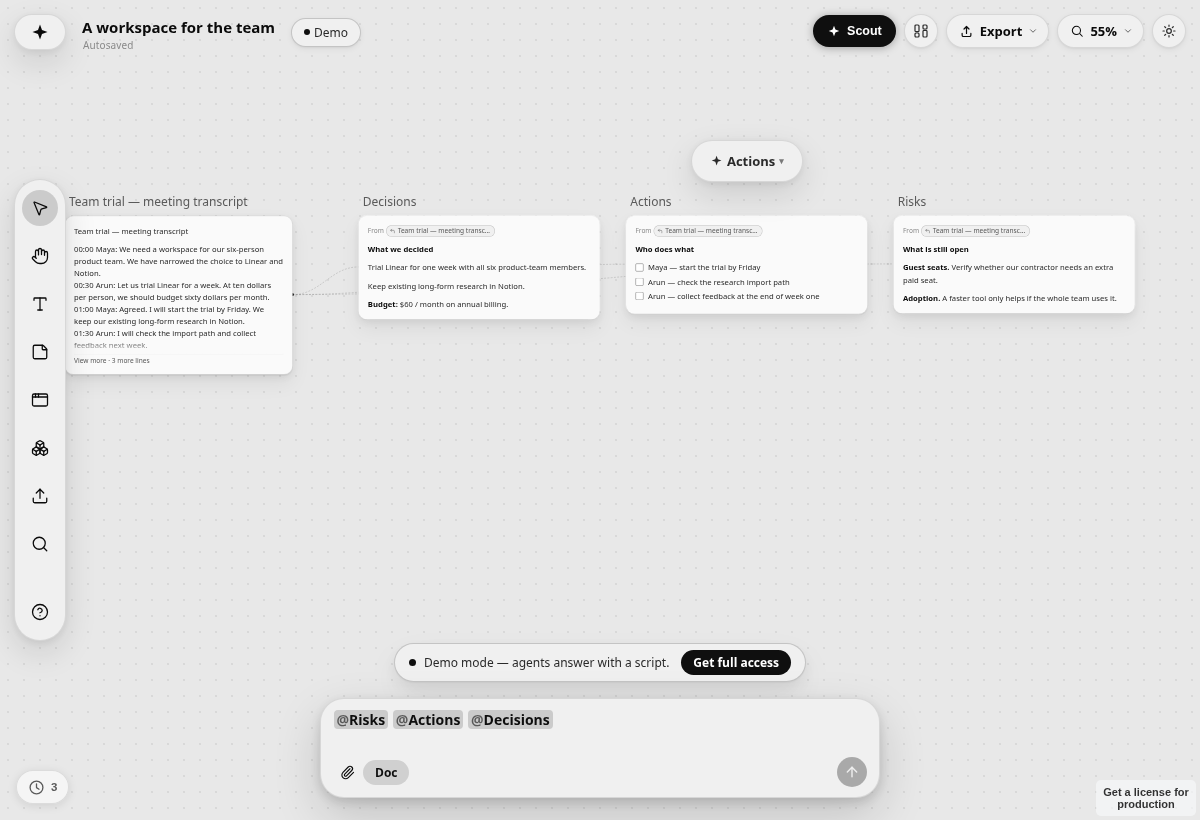 A workspace for the team
Autosaved
Demo
Scout
Export
55%
Actions
Team trial — meeting transcript
Team trial — meeting transcript
00:00 Maya: We need a workspace for our six-person
product team. We have narrowed the choice to Linear and
Notion.
00:30 Arun: Let us trial Linear for a week. At ten dollars
per person, we should budget sixty dollars per month.
01:00 Maya: Agreed. I will start the trial by Friday. We
keep our existing long-form research in Notion.
01:30 Arun: I will check the import path and collect
feedback next week.
View more · 3 more lines
Decisions
From Team trial — meeting transc...
What we decided
Trial Linear for one week with all six product-team members.
Keep existing long-form research in Notion.
Budget: $60 / month on annual billing.
Actions
From Team trial — meeting transc...
Who does what
Maya — start the trial by Friday
Arun — check the research import path
Arun — collect feedback at the end of week one
Risks
From Team trial — meeting transc...
What is still open
Guest seats. Verify whether our contractor needs an extra
paid seat.
Adoption. A faster tool only helps if the whole team uses it.
Demo mode — agents answer with a script.
Get full access
@Risks @Actions @Decisions
Doc
3
Get a license for
production